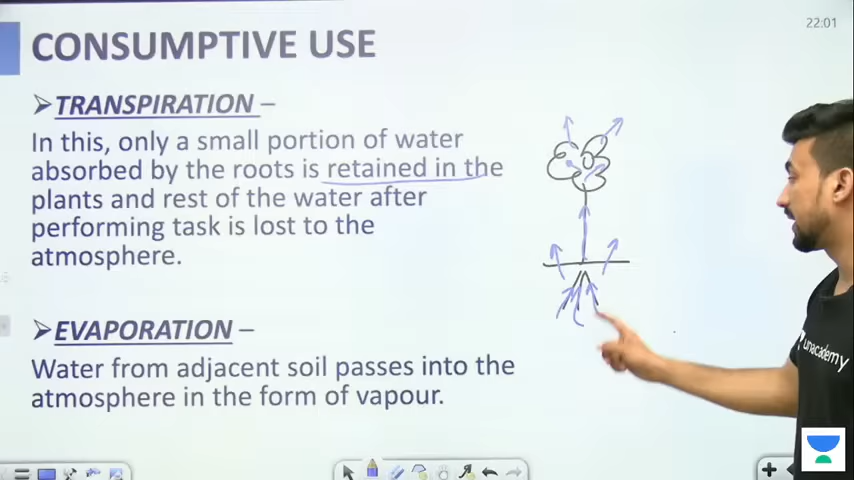 CONSUMPTIVE USE
22:01
➢TRANSPIRATION –
In this, only a small portion of water
absorbed by the roots is retained in the
plants and rest of the water after
performing task is lost to the
atmosphere.
➢EVAPORATION –
Water from adjacent soil passes into the
atmosphere in the form of vapour.
unacademy